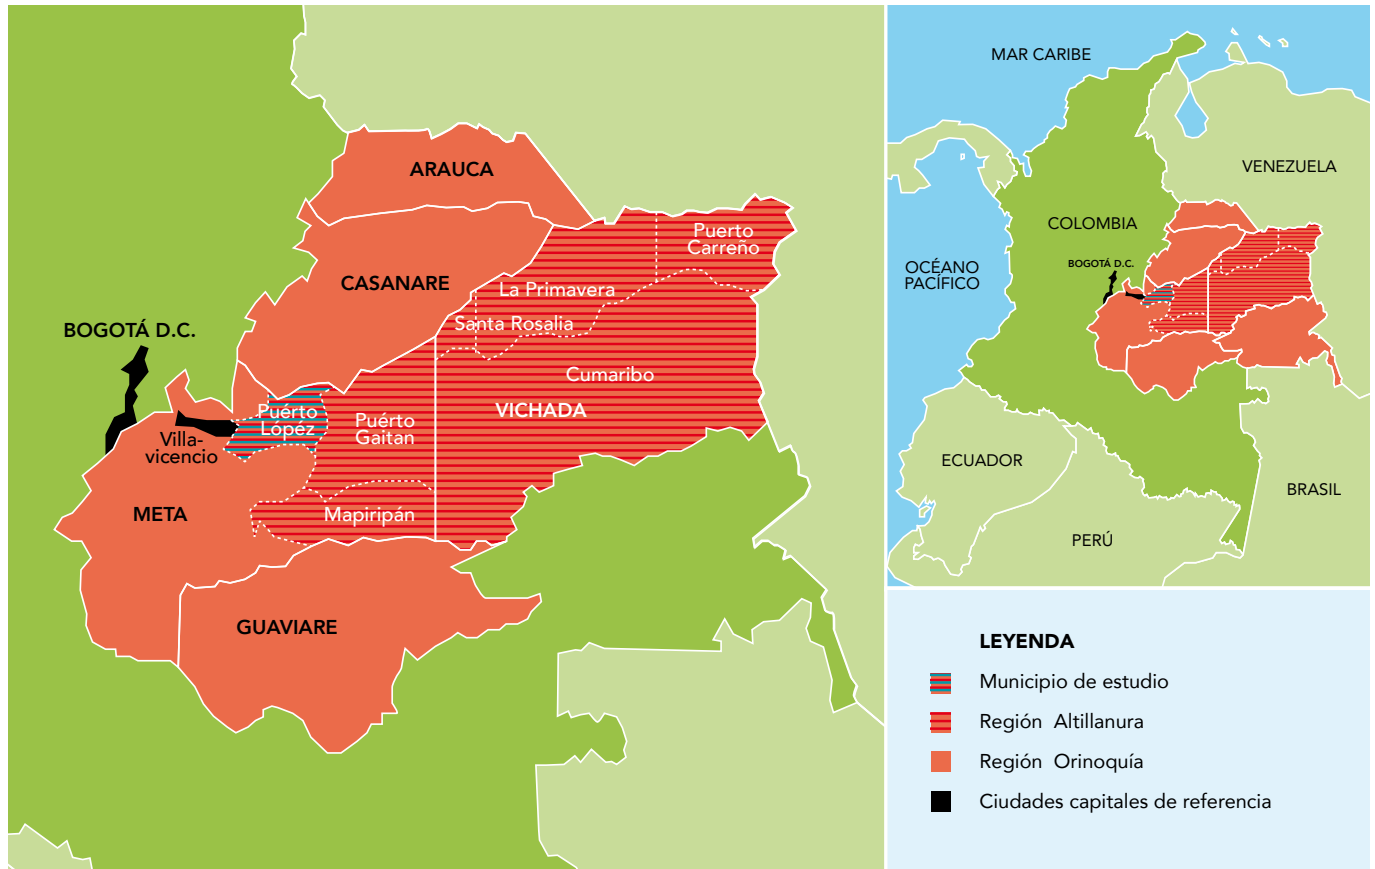 ARAUCA
CASANARE
BOGOTÁ D.C.
Puerto
Carreño
La Primavera
Santa Rosalia
Cumaribo
VICHADA
Puérto
Lópéz
Puérto
Gaitan
Villa-
vicencio
META
Mapiripán
GUAVIARE
MAR CARIBE
VENEZUELA
COLOMBIA
BOGOTÁ D.C.
OCÉANO
PACÍFICO
ECUADOR
BRASIL
PERÚ
LEYENDA
Municipio de estudio
Región Altillanura
Región Orinoquía
Ciudades capitales de referencia